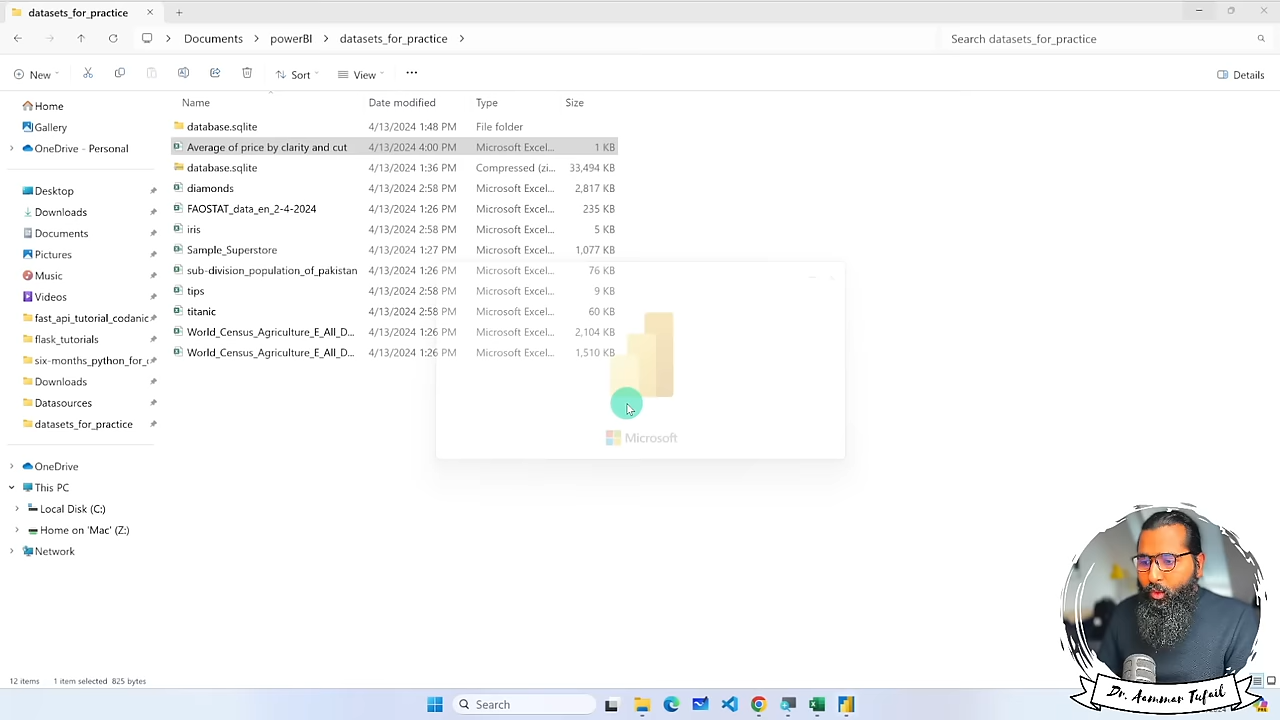 datasets_for_practice
Documents powerBI datasets_for_practice
Search datasets_for_practice
New Sort View Details
Name Date modified Type Size
Home
Gallery
OneDrive - Personal
Desktop
Downloads
Documents
Pictures
Music
Videos
fast_api_tutorial_codanic
flask_tutorials
six-months_python_for_c
Downloads
Datasources
datasets_for_practice
OneDrive
This PC
Local Disk (C:)
Home on 'Mac' (Z:)
Network
database.sqlite 4/13/2024 1:48 PM File folder
Average of price by clarity and cut 4/13/2024 4:00 PM Microsoft Excel... 1 KB
database.sqlite 4/13/2024 1:36 PM Compressed (zi... 33,494 KB
diamonds 4/13/2024 2:58 PM Microsoft Excel... 2,817 KB
FAOSTAT_data_en_2-4-2024 4/13/2024 1:26 PM Microsoft Excel... 235 KB
iris 4/13/2024 2:58 PM Microsoft Excel... 5 KB
Sample_Superstore 4/13/2024 1:27 PM Microsoft Excel... 1,077 KB
sub-division_population_of_pakistan 4/13/2024 1:26 PM Microsoft Excel... 76 KB
tips 4/13/2024 2:58 PM Microsoft Excel... 9 KB
titanic 4/13/2024 2:58 PM Microsoft Excel... 60 KB
World_Census_Agriculture_E_All_D... 4/13/2024 1:26 PM Microsoft Excel... 2,104 KB
World_Census_Agriculture_E_All_D... 4/13/2024 1:26 PM Microsoft Excel... 1,510 KB
Microsoft
12 items 1 item selected 825 bytes
Search
Dr. Aammar Tufail